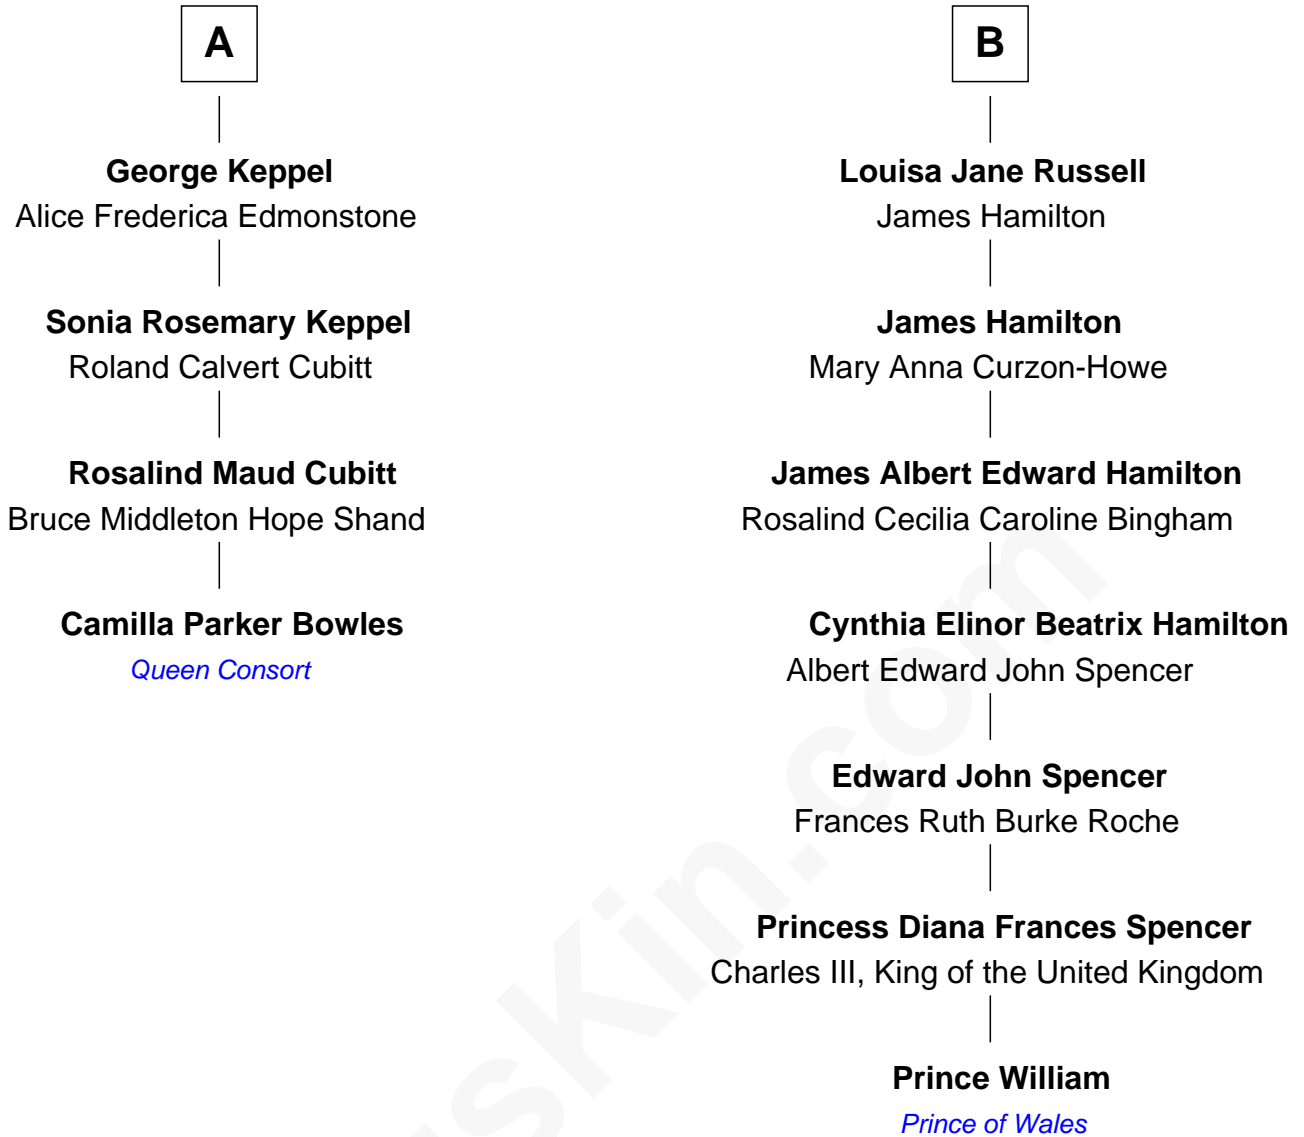 A
George Keppel
Alice Frederica Edmonstone
Sonia Rosemary Keppel
Roland Calvert Cubitt
Rosalind Maud Cubitt
Bruce Middleton Hope Shand
Camilla Parker Bowles
Queen Consort
B
Louisa Jane Russell
James Hamilton
James Hamilton
Mary Anna Curzon-Howe
James Albert Edward Hamilton
Rosalind Cecilia Caroline Bingham
Cynthia Elinor Beatrix Hamilton
Albert Edward John Spencer
Edward John Spencer
Frances Ruth Burke Roche
Princess Diana Frances Spencer
Charles III, King of the United Kingdom
Prince William
Prince of Wales